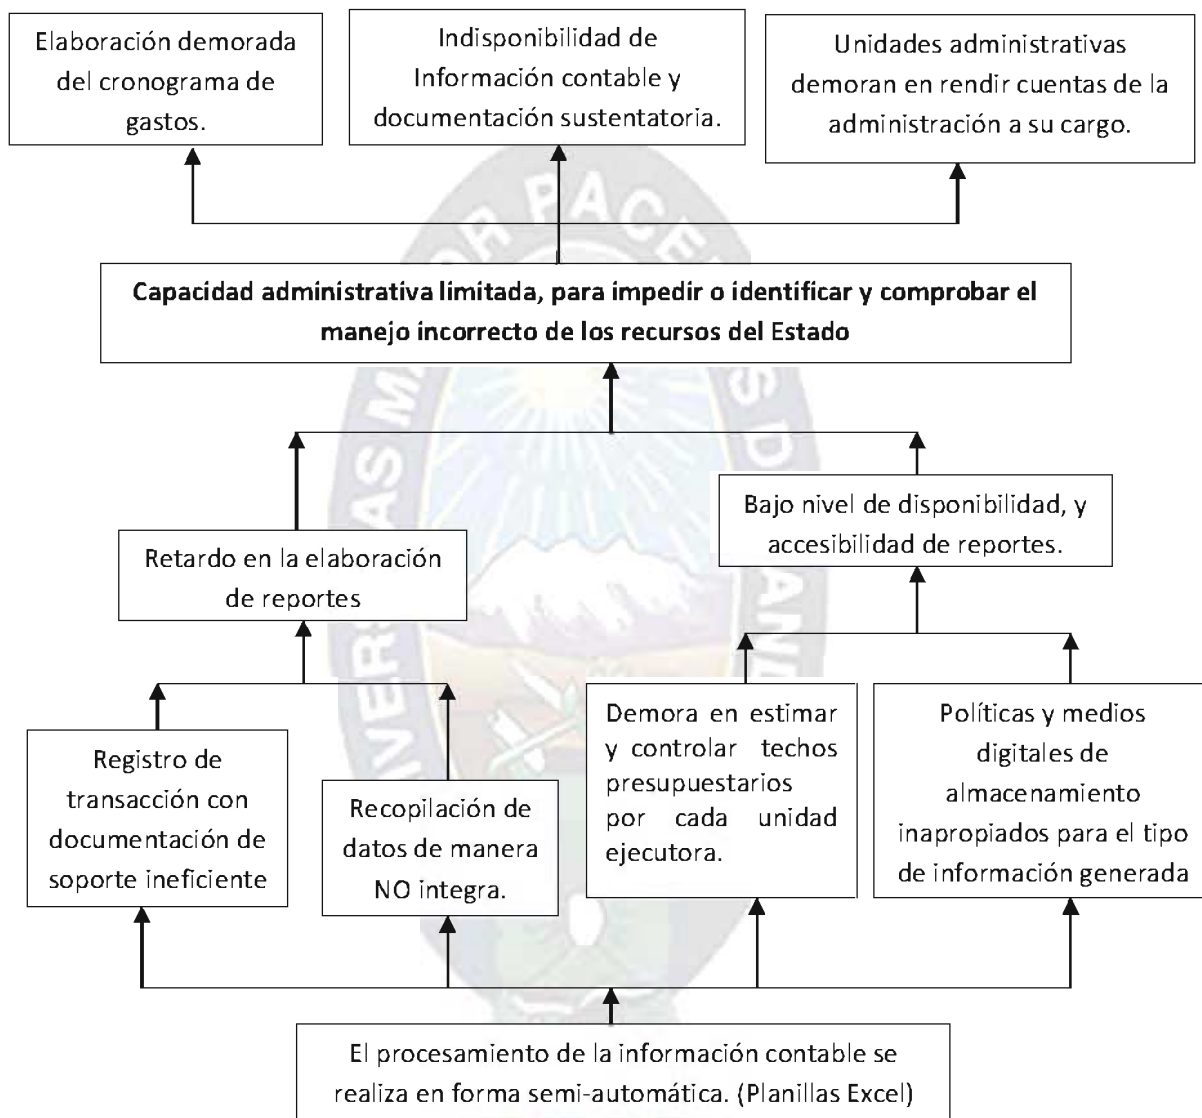 Elaboración demorada
del cronograma de
gastos.
Indisponibilidad de
Información contable y
documentación sustentatoria.
Unidades administrativas
demoran en rendir cuentas de la
administración a su cargo.
Capacidad administrativa limitada, para impedir o identificar y comprobar el
manejo incorrecto de los recursos del Estado
Retardo en la elaboración
de reportes
Bajo nivel de disponibilidad, y
accesibilidad de reportes.
Registro de
transacción con
documentación de
soporte ineficiente
Recopilación de
datos de manera
NO integra.
Demora en estimar
y controlar techos
presupuestarios
por cada unidad
ejecutora.
Políticas y medios
digitales de
almacenamiento
inapropiados para el tipo
de información generada
El procesamiento de la información contable se
realiza en forma semi-automática. (Planillas Excel)